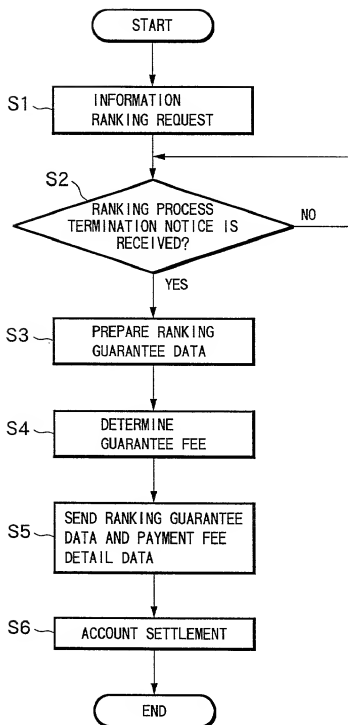 START
S1
INFORMATION
RANKING REQUEST
S2
RANKING PROCESS
TERMINATION NOTICE IS
RECEIVED?
NO
YES
S3
PREPARE RANKING
GUARANTEE DATA
S4
DETERMINE
GUARANTEE FEE
S5
SEND RANKING GUARANTEE
DATA AND PAYMENT FEE
DETAIL DATA
S6
ACCOUNT SETTLEMENT
END